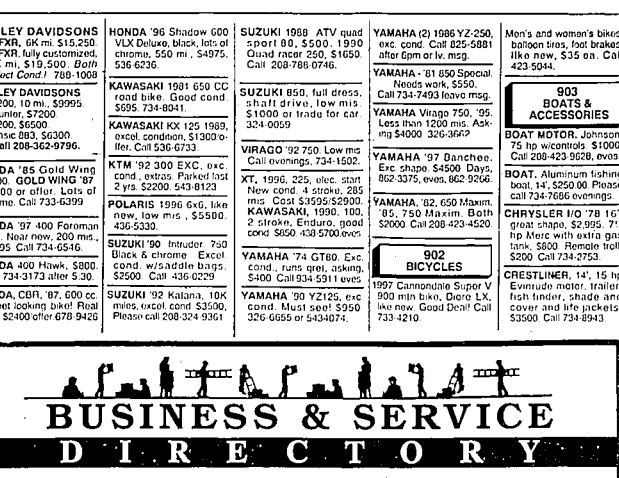 LEY DAVIDSONS
FXR, 6K mi. $15,250.
FXR, fully customized,
mi, $19,500. Both
ect Cond.! 788-1008
LEY DAVIDSONS
200, 10 mi., $9995.
unter, $7200.
200, $6500.
sic 883, $6300.
all 208-362-9796.
DA '85 Gold Wing
00. GOLD WING '87
00 or offer. Lots of
me. Call 733-6399
DA '97 400 Foroman
. Near now, 200 mis.,
95 Call 734-6546.
DA 400 Hawk, $800.
734-3173 after 5:30.
DA, CBR, '87, 600 cc.
eet looking bike! Real
$2400/offer. 678-9426
HONDA '96 Shadow 600
VLX Deluxe, black, lots of
chrome, 550 mi, $4975.
536-6236.
KAWASAKI 1981 650 CC
road bike. Good cond.
$695. 734-8041.
KAWASAKI KX 125 1989,
excel. condition, $1300/o-
ffer. Call 536-6733.
KTM '92 300 EXC, exc.
cond., extras. Parked last
2 yrs. $2200. 543-8123
POLARIS 1996 6x6, like
new, low mis, $5500.
436-5330.
SUZUKI '90 Intruder 750
Black & chrome Excel.
cond. w/saddle bags.
$2500. Call 436-0229
SUZUKI '92 Katana, 10K
miles, excel. cond $3500,
Please call 208-324-9361
SUZUKI 1988 ATV quad
sport 80, $500. 1990
Quad racer 250, $1650.
Call 208-788-0746.
SUZUKI 850, full dress,
shaft drive, low mis.
$1000 or trade for car.
324-0059
VIRAGO '92 750. Low mis
Call evenings, 734-1502.
XT, 1996, 225, elec. start
New cond. 4 stroke, 285
mis Cost $3595/$2900.
KAWASAKI, 1990, 100,
2 stroke, Enduro, good
cond $850. 438-5700.eves
YAMAHA '74 GT80. Exc.
cond., runs gret, asking,
$400 Call 934-5911 eves
YAMAHA '90 YZ125, exc
cond. Must see! $950
326-6655 or 5434074.
YAMAHA (2) 1986 YZ-250,
exc. cond. Call 825-5881
after 6pm or lv. msg.
YAMAHA - '81 850 Special.
Needs work, $550.
Call 734-7493 leave msg.
YAMAHA Virago 750, '95.
Less than 1200 mis. Ask-
ing $4000 326-3662
YAMAHA '97 Banchee.
Exc. shape. $4500 Days,
862-3375, eves, 862-9266.
YAMAHA, '82, 650 Maxim.
'85, 750 Maxim. Both
$2000. Call 208-423-4520.
902
BICYCLES
1997 Cannondale Super V
900 mtn bike, Diore LX,
like new. Good Deal! Call
733-4210.
Men's and woman's bikes
balloon tires, foot brakes
like now, $35 ea. Call
423-5044.
903
BOATS &
ACCESSORIES
BOAT MOTOR. Johnson
75 hp w/controls. $1000
Call 208-423-9628, eves.
BOAT. Aluminum fishing
boat, 14', $250.00. Please
call 734-7686 evenings.
CHRYSLER I/O '78 16'
great shape, $2,995. 7.
hp Merc with extra gas
tank, $800. Remote troll
$200 Call 734-2753.
CRESTLINER, 14', 15 hp
Evinrude motor, trailer,
fish finder, shade and
cover and life jackets.
$3500. Call 734-8943.
BUSINESS & SERVICE
DIRECTORY